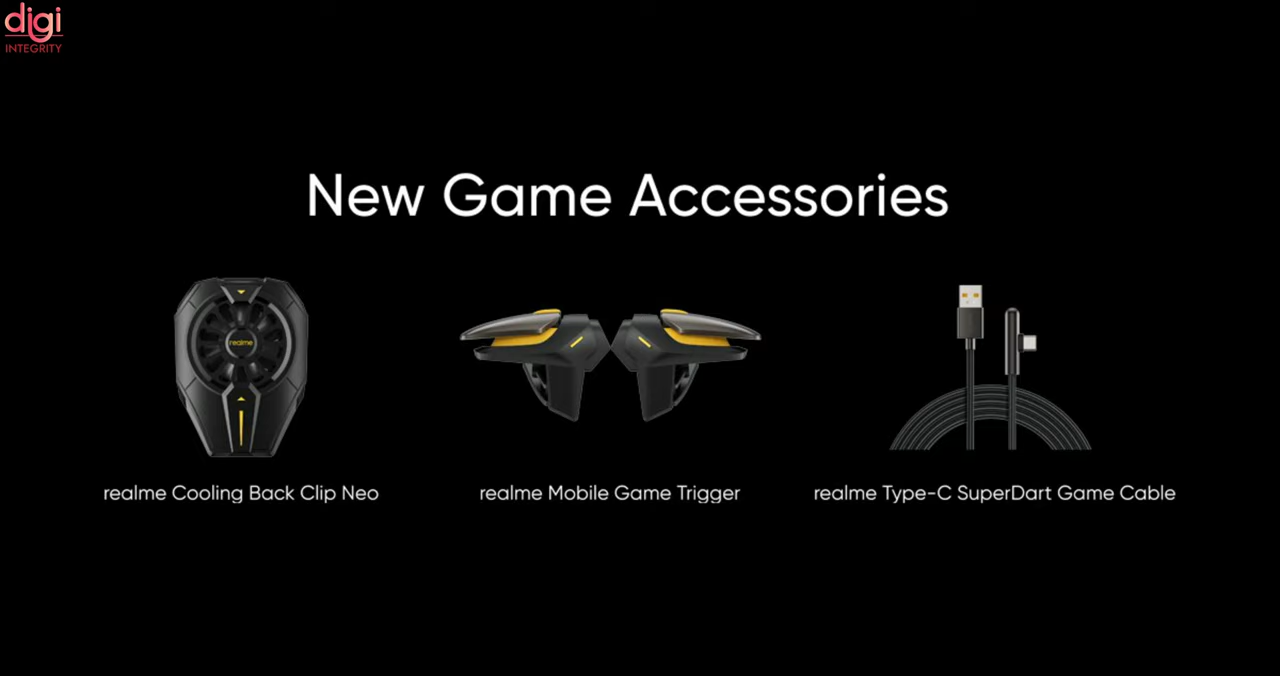 digi
INTEGRITY
New Game Accessories
realme
realme Cooling Back Clip Neo
realme Mobile Game Trigger
realme Type-C SuperDart Game Cable